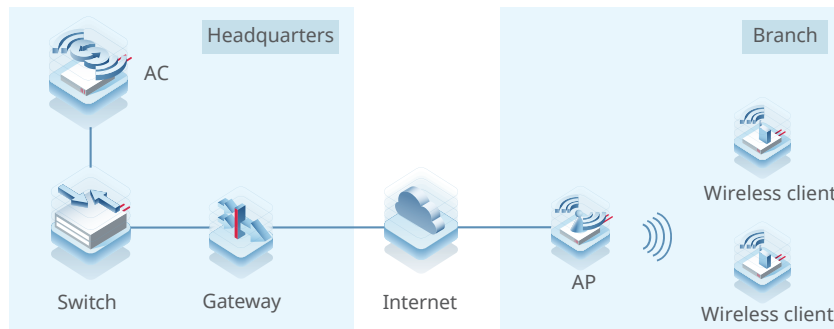 Headquarters
Branch
AC
Wireless client
Switch
Gateway
Internet
AP
Wireless client